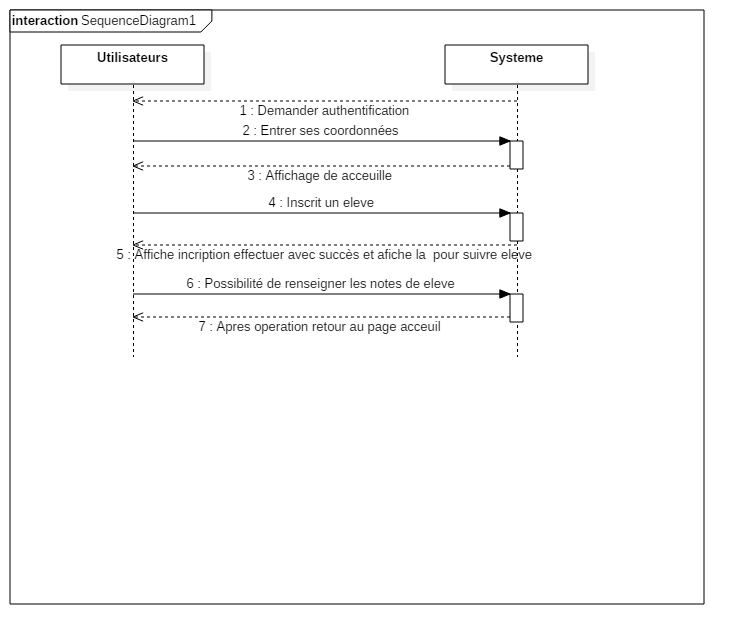 interaction SequenceDiagram1
Utilisateurs
Systeme
1 : Demander authentification
2 : Entrer ses coordonnées
3 : Affichage de acceuille
4 : Inscrit un eleve
5 : Affiche incription effectuer avec succès et afiche la  pour suivre eleve
6 : Possibilité de renseigner les notes de eleve
7 : Apres operation retour au page acceuil